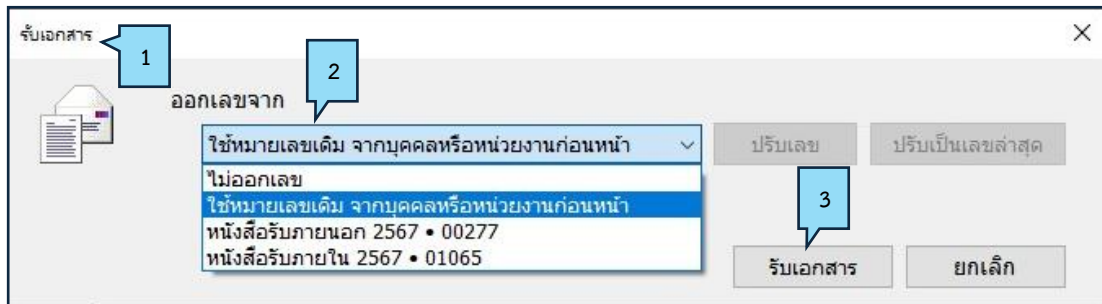 รับเอกสาร
1
2
ออกเลขจาก
ใช้หมายเลขเดิม จากบุคคลหรือหน่วยงานก่อนหน้า
ปรับเลข
ปรับเป็นเลขล่าสุด
ไม่ออกเลข
ใช้หมายเลขเดิม จากบุคคลหรือหน่วยงานก่อนหน้า
3
หนังสือรับภายนอก 2567 • 00277
หนังสือรับภายใน 2567 • 01065
รับเอกสาร
ยกเลิก